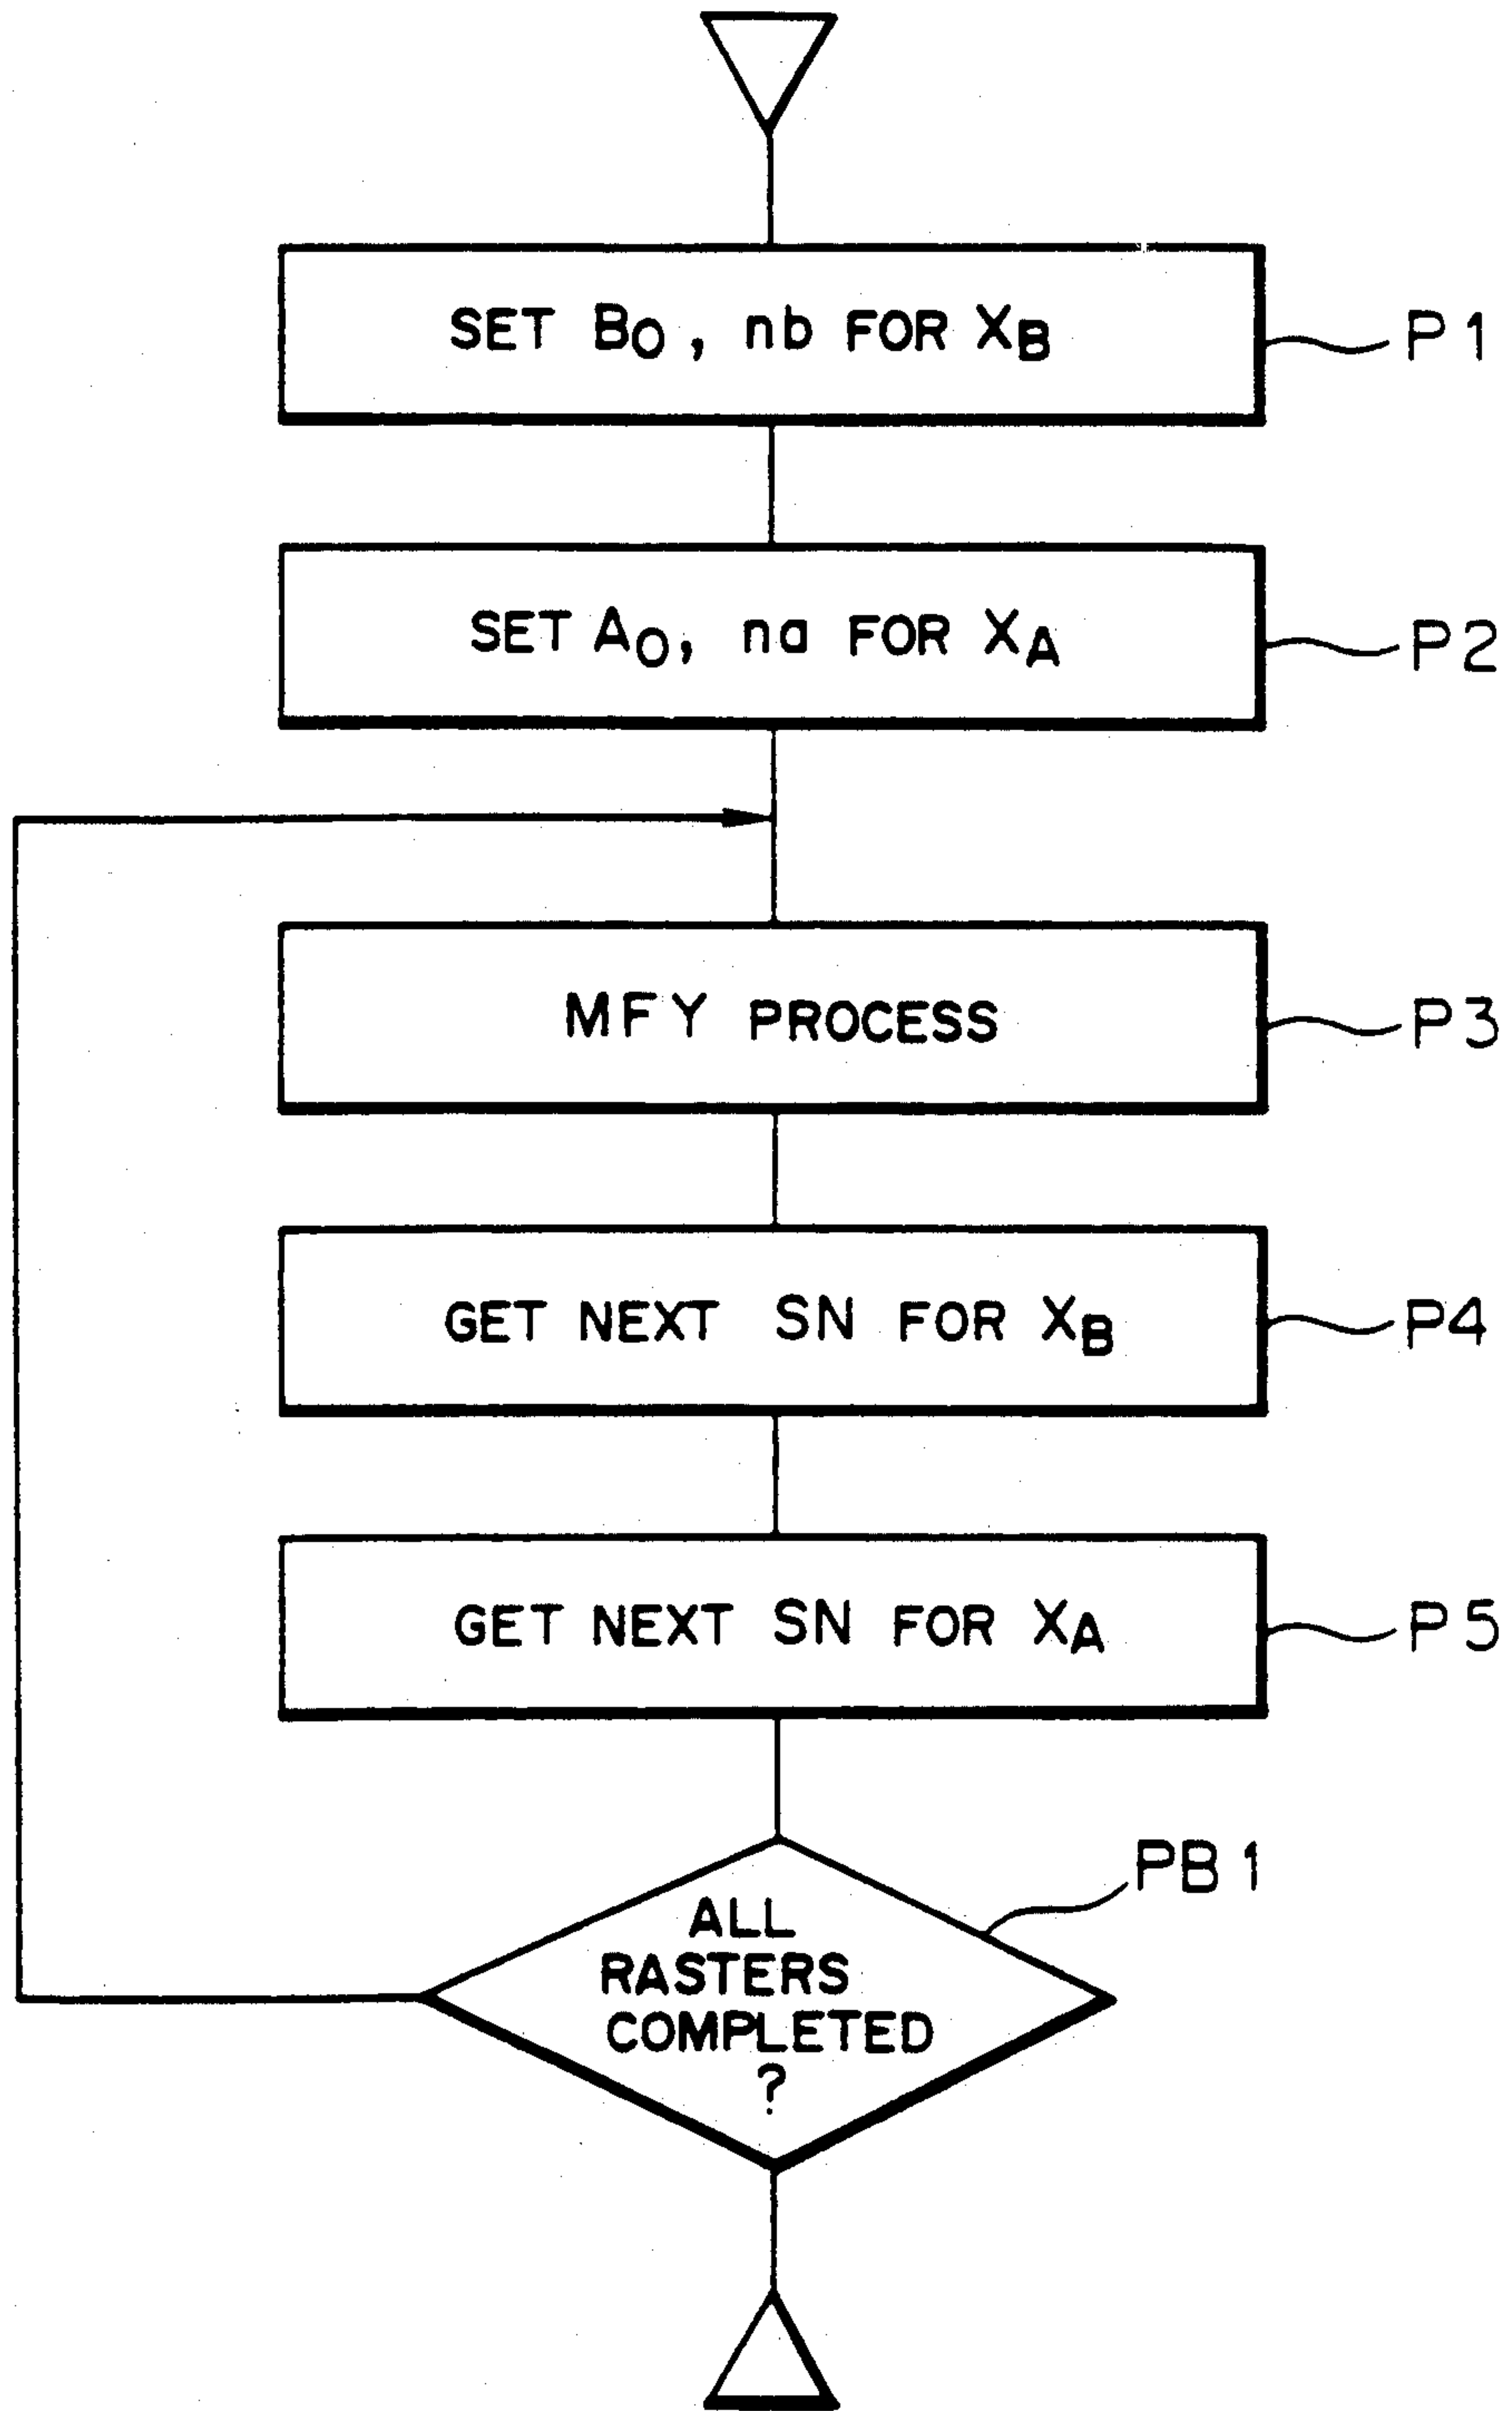 SET B0, nb FOR XB
P1
SET A0, na FOR XA
P2
MFY PROCESS
P3
GET NEXT SN FOR XB
P4
GET NEXT SN FOR XA
P5
PB1
ALL
RASTERS
COMPLETED
?